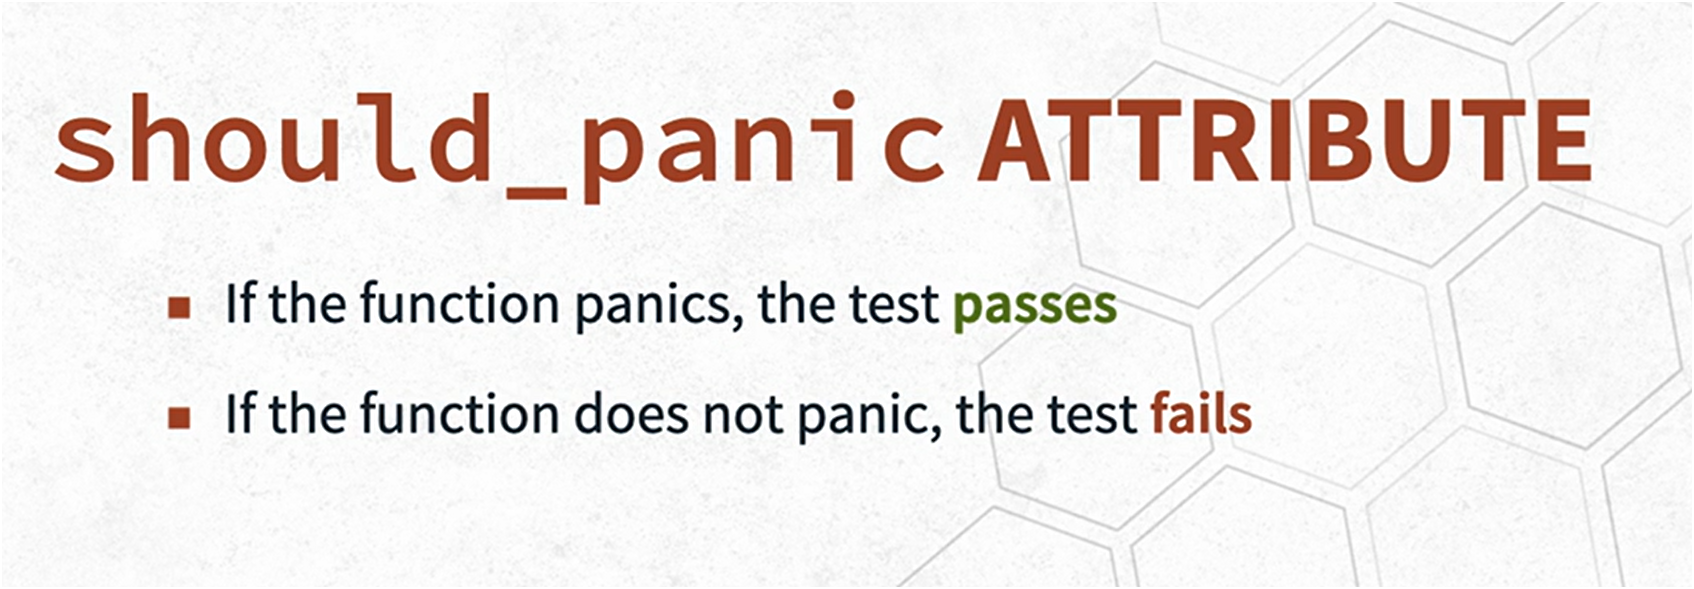 should_panic ATTRIBUTE
If the function panics, the test passes
If the function does not panic, the test fails